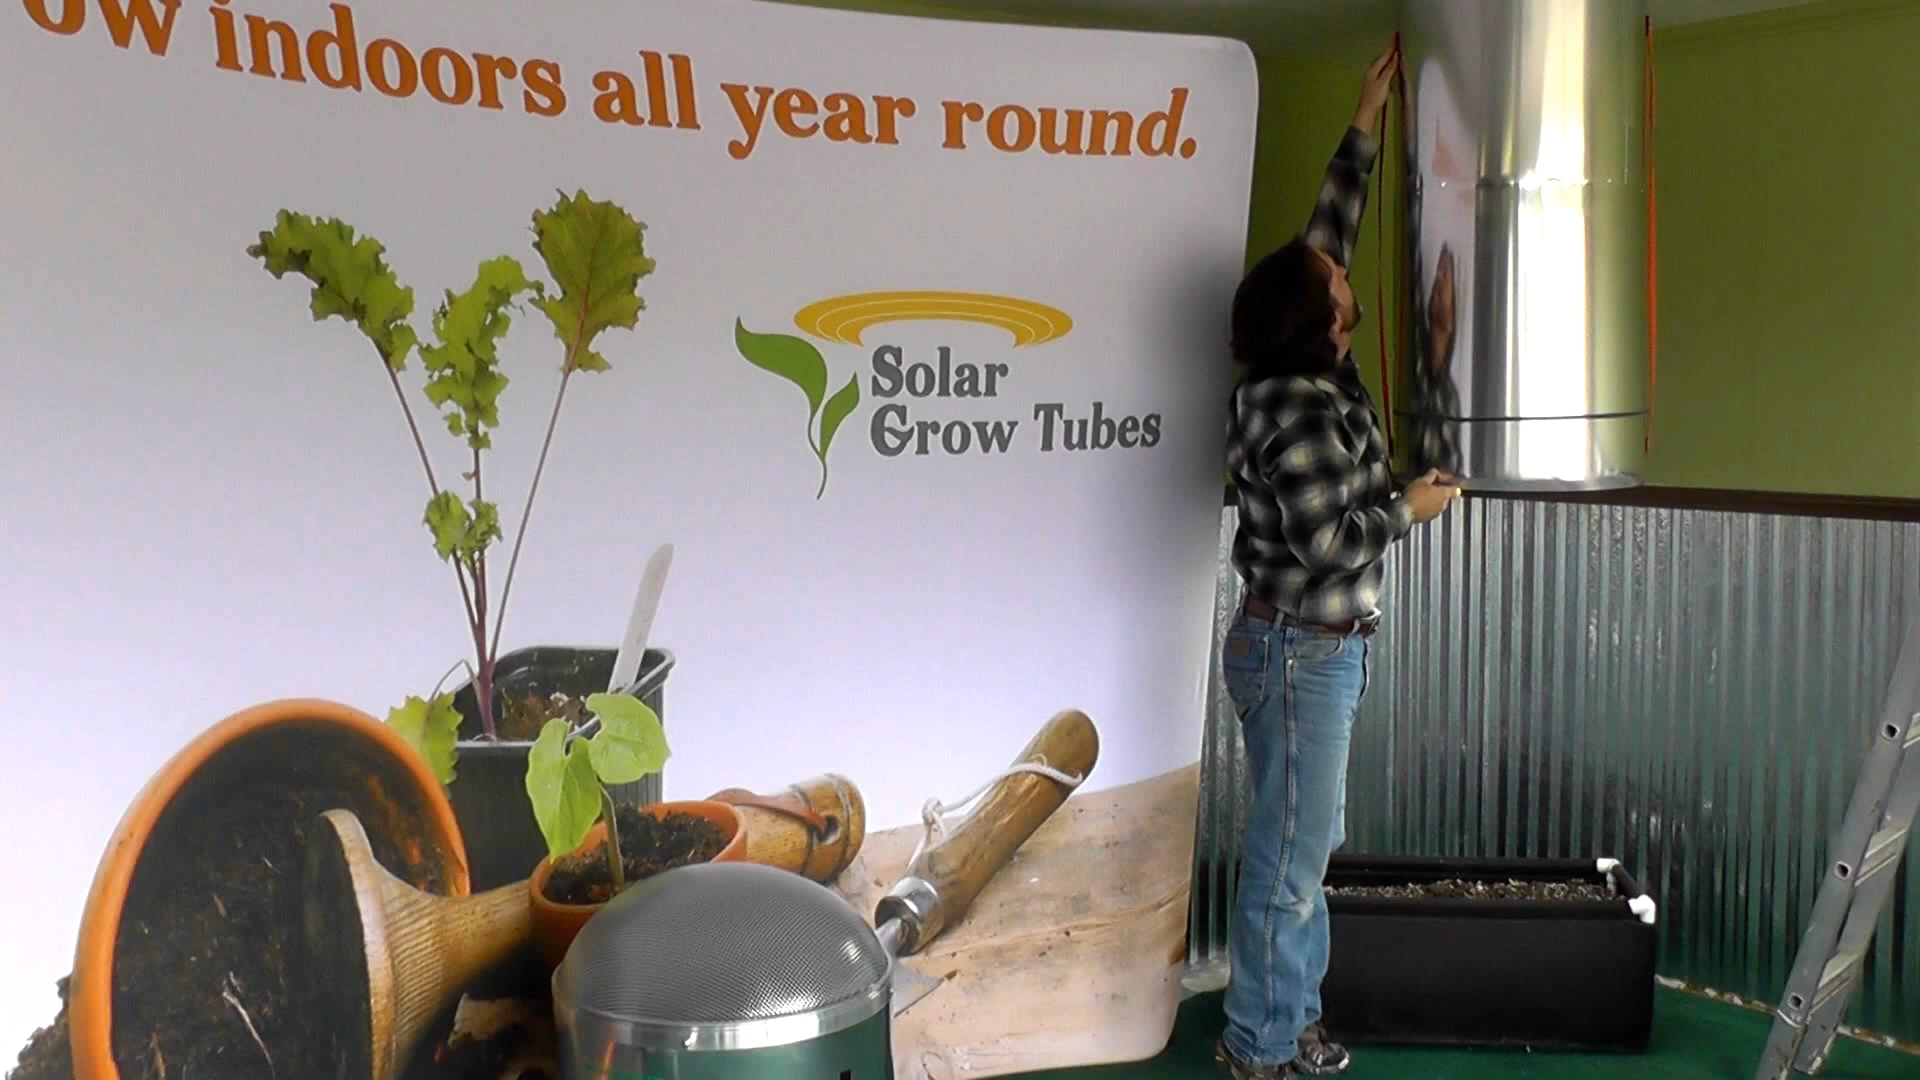 ow indoors all year round.
Solar
Grow Tubes